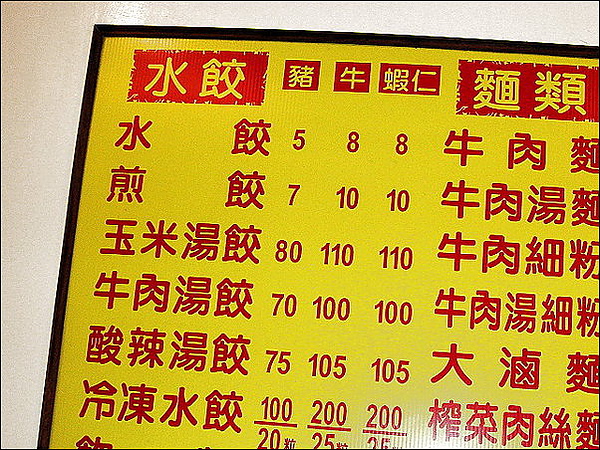 水餃 豬 牛 蝦仁 麵類
水餃 5 8 8 牛肉麵
煎餃 7 10 10 牛肉湯麵
玉米湯餃 80 110 110 牛肉細粉
牛肉湯餃 70 100 100 牛肉湯細粉
酸辣湯餃 75 105 105 大滷麵
冷凍水餃 100/20粒 200/25粒 200 榨菜肉絲麵